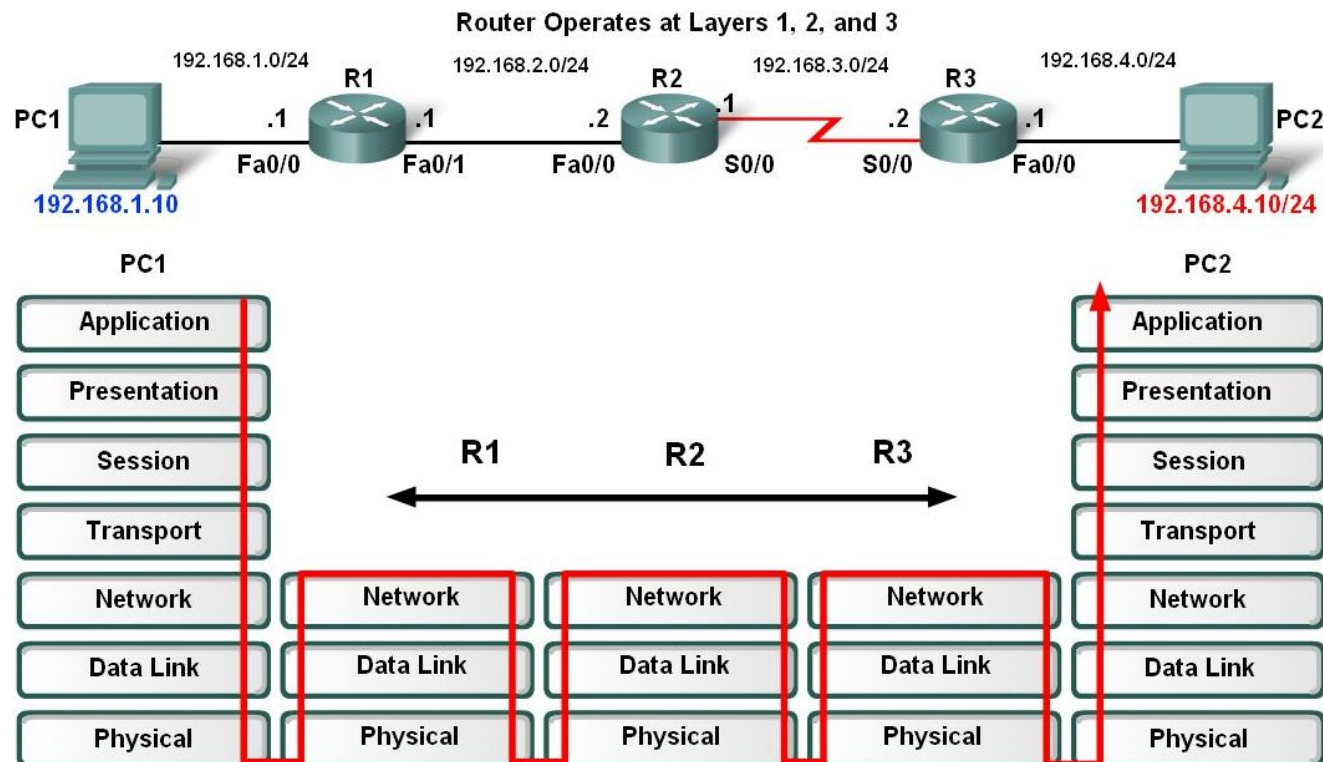 Router Operates at Layers 1, 2, and 3
192.168.1.0/24 192.168.2.0/24 192.168.3.0/24 192.168.4.0/24
R1 R2 R3
PC1 .1 .1 .2 .1 .2 .1 PC2
Fa0/0 Fa0/1 Fa0/0 S0/0 S0/0 Fa0/0
192.168.1.10 192.168.4.10/24
PC1 PC2
Application Application
Presentation Presentation
Session R1 R2 R3 Session
Transport Transport
Network Network Network Network Network
Data Link Data Link Data Link Data Link Data Link
Physical Physical Physical Physical Physical